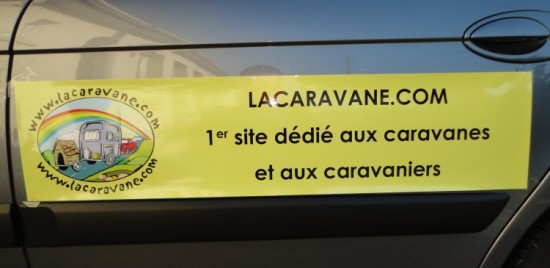 www.lacaravane.com
www.lacaravane.com
LACARAVANE.COM
1er site dédié aux caravanes
et aux caravaniers